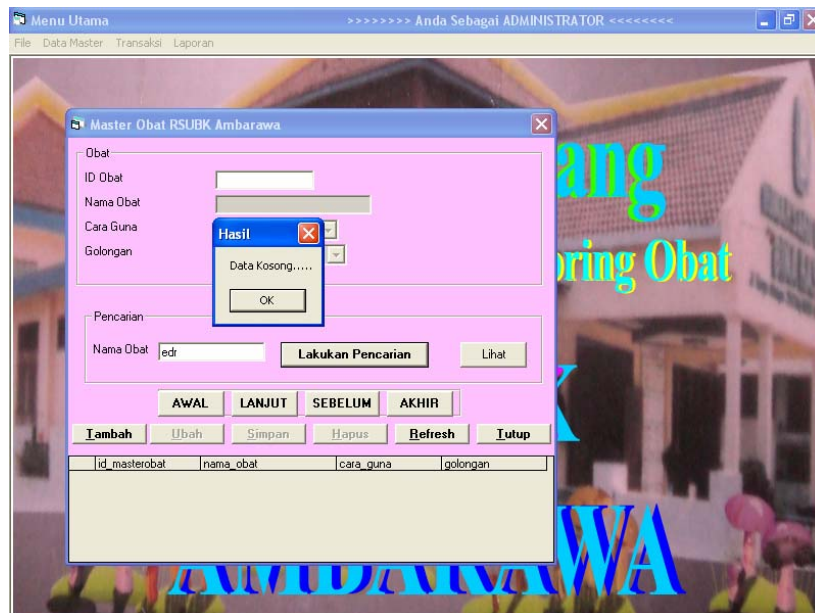 Menu Utama >>>>>>>> Anda Sebagai ADMINISTRATOR <<<<<<<<
File Data Master Transaksi Laporan
Master Obat RSUBK Ambarawa
Obat
ID Obat
Nama Obat
Cara Guna
Golongan
Hasil
Data Kosong.....
OK
Pencarian
Nama Obat edr Lakukan Pencarian Lihat
AWAL LANJUT SEBELUM AKHIR
Tambah Ubah Simpan Hapus Refresh Tutup
id_masterobat nama_obat cara_guna golongan
ang
oring Obat
K
AMBARAWA